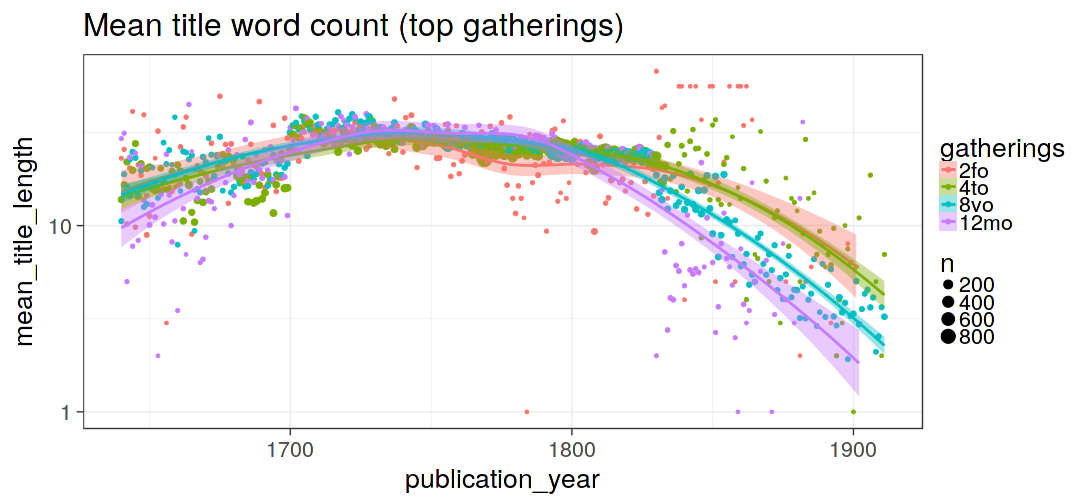 Mean title word count (top gatherings)
mean_title_length
10
1
1700
1800
1900
publication_year
gatherings
2fo
4to
8vo
12mo
n
200
400
600
800